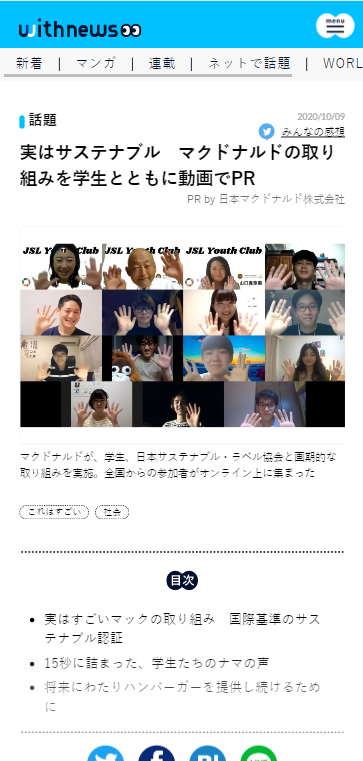 withnews
menu
新着 | マンガ | 連載 | ネットで話題 | WORL
話題
2020/10/09
みんなの感想
実はサステナブル　マクドナルドの取り
組みを学生とともに動画でPR
PR by 日本マクドナルド株式会社
JSL Youth Club JSL Youth Club JSL Youth Club
マクドナルドが、学生、日本サステナブル・ラベル協会と画期的な
取り組みを実施。全国からの参加者がオンライン上に集まった
これはすごい 社会
目次
実はすごいマックの取り組み　国際基準のサス
テナブル認証
15秒に詰まった、学生たちのナマの声
将来にわたりハンバーガーを提供し続けるため
に